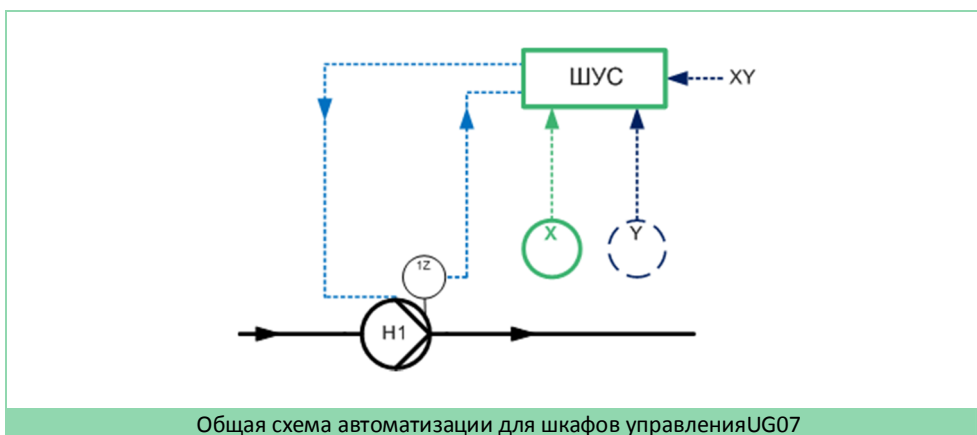 ШУС
XY
X
Y
1Z
H1
Общая схема автоматизации для шкафов управленияUG07